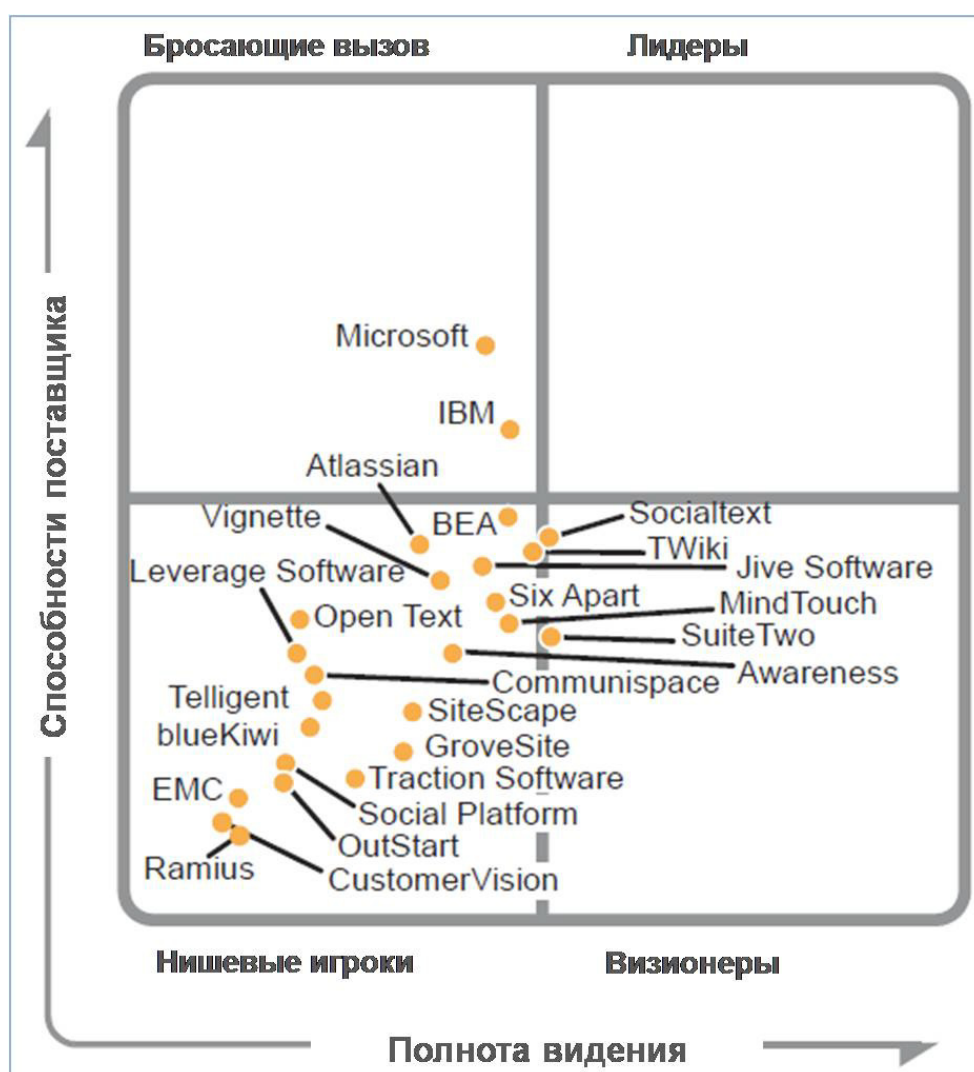 Бросающие вызов
Лидеры
Способности поставщика
Microsoft
IBM
Atlassian
Vignette
BEA
Socialtext
TWiki
Leverage Software
Jive Software
Six Apart
MindTouch
Open Text
SuiteTwo
Awareness
Communispace
Telligent
SiteScape
blueKiwi
GroveSite
Traction Software
EMC
Social Platform
OutStart
Ramius
CustomerVision
Нишевые игроки
Визионеры
Полнота видения